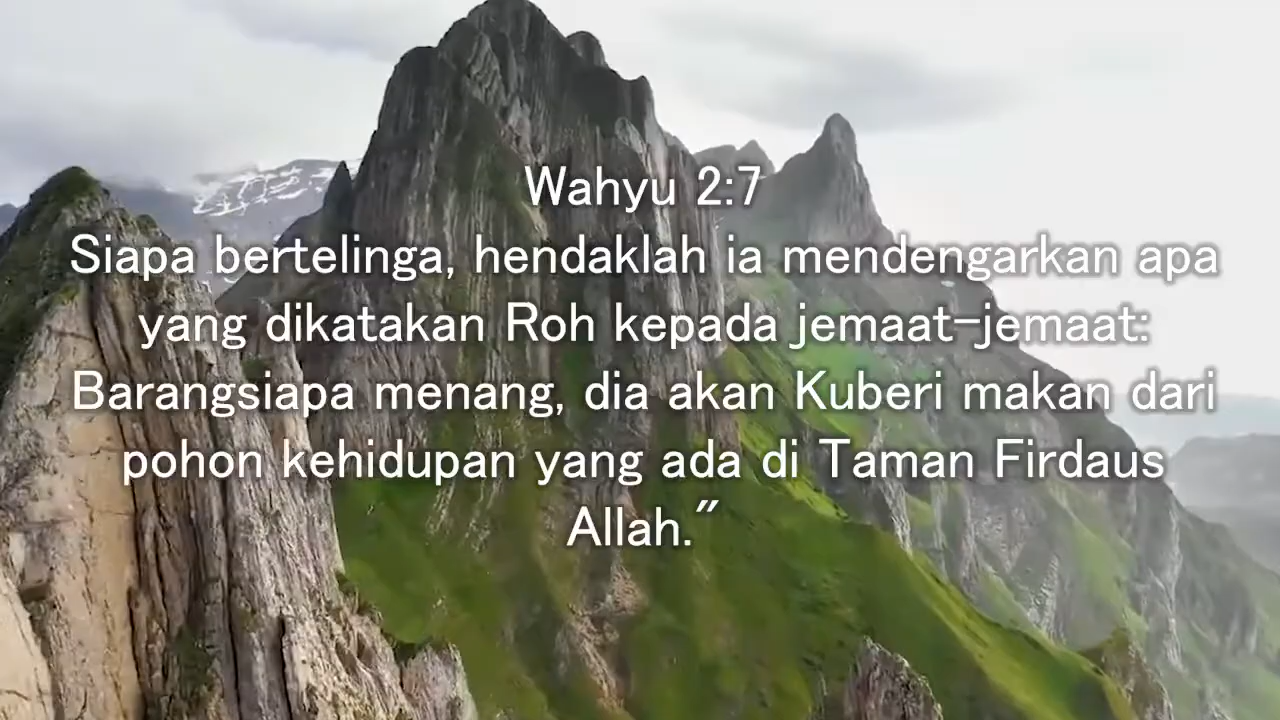 Wahyu 2:7
Siapa bertelinga, hendaklah ia mendengarkan apa
yang dikatakan Roh kepada jemaat-jemaat:
Barangsiapa menang, dia akan Kuberi makan dari
pohon kehidupan yang ada di Taman Firdaus
Allah."